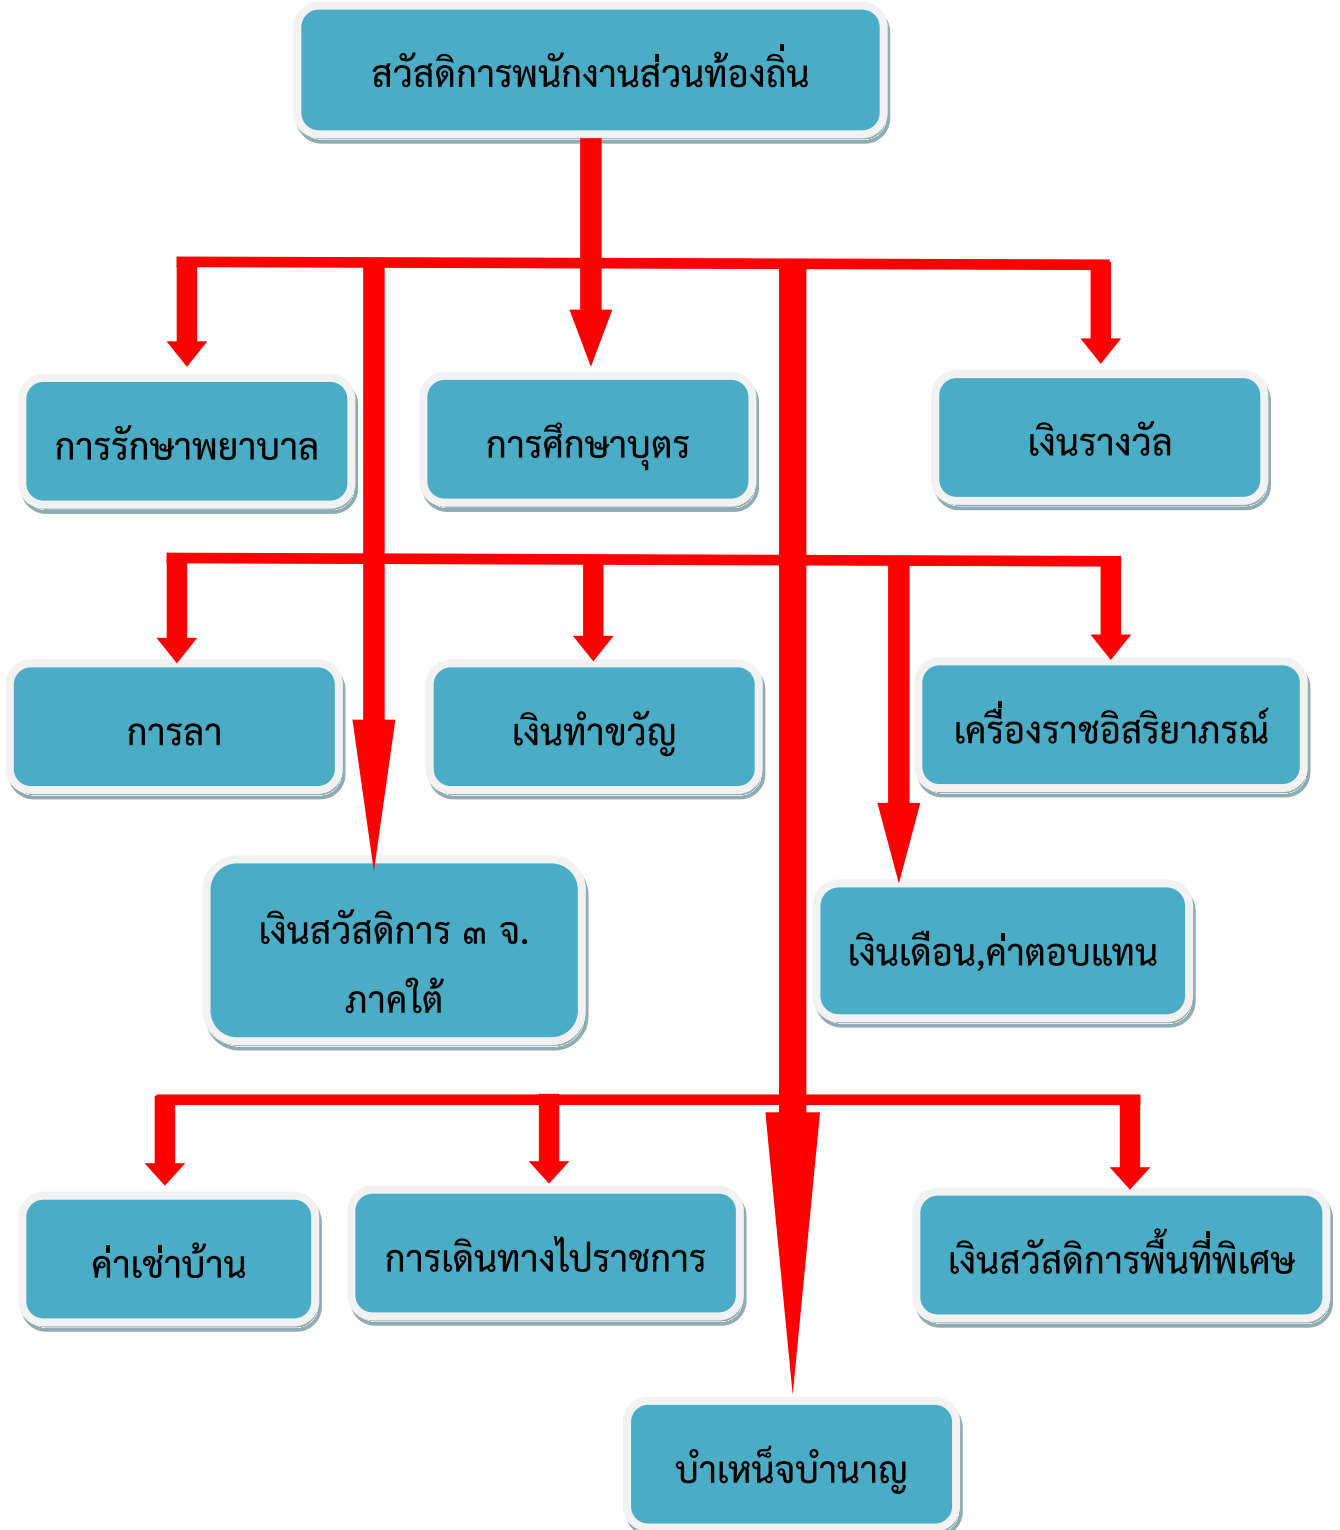 สวัสดิการพนักงานส่วนท้องถิ่น
การรักษาพยาบาล
การศึกษาบุตร
เงินรางวัล
การลา
เงินทำขวัญ
เครื่องราชอิสริยาภรณ์
เงินสวัสดิการ ๓ จ.
ภาคใต้
เงินเดือน,ค่าตอบแทน
ค่าเช่าบ้าน
การเดินทางไปราชการ
เงินสวัสดิการพื้นที่พิเศษ
บำเหน็จบำนาญ